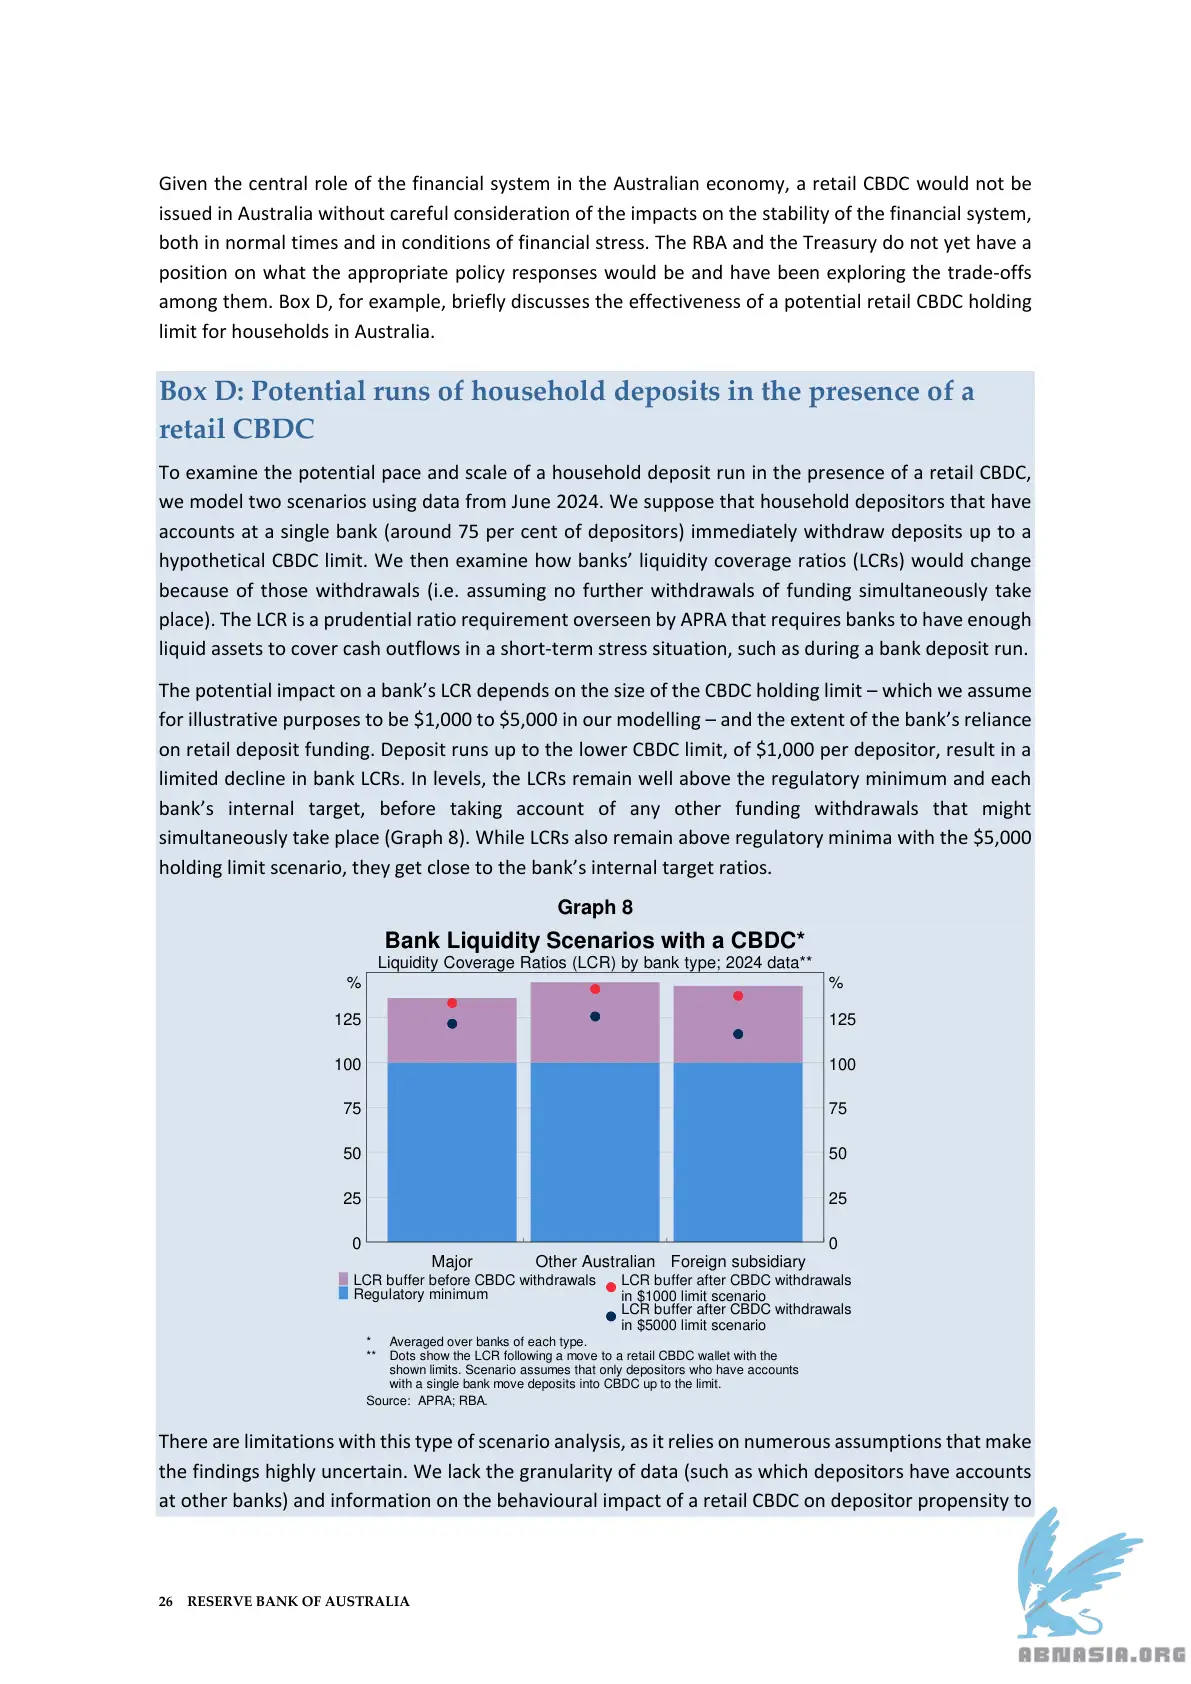 Given the central role of the financial system in the Australian economy, a retail CBDC would not be
issued in Australia without careful consideration of the impacts on the stability of the financial system,
both in normal times and in conditions of financial stress. The RBA and the Treasury do not yet have a
position on what the appropriate policy responses would be and have been exploring the trade-offs
among them. Box D, for example, briefly discusses the effectiveness of a potential retail CBDC holding
limit for households in Australia.
Box D: Potential runs of household deposits in the presence of a
retail CBDC
To examine the potential pace and scale of a household deposit run in the presence of a retail CBDC,
we model two scenarios using data from June 2024. We suppose that household depositors that have
accounts at a single bank (around 75 per cent of depositors) immediately withdraw deposits up to a
hypothetical CBDC limit. We then examine how banks’ liquidity coverage ratios (LCRs) would change
because of those withdrawals (i.e. assuming no further withdrawals of funding simultaneously take
place). The LCR is a prudential ratio requirement overseen by APRA that requires banks to have enough
liquid assets to cover cash outflows in a short-term stress situation, such as during a bank deposit run.
The potential impact on a bank’s LCR depends on the size of the CBDC holding limit – which we assume
for illustrative purposes to be $1,000 to $5,000 in our modelling – and the extent of the bank’s reliance
on retail deposit funding. Deposit runs up to the lower CBDC limit, of $1,000 per depositor, result in a
limited decline in bank LCRs. In levels, the LCRs remain well above the regulatory minimum and each
bank’s internal target, before taking account of any other funding withdrawals that might
simultaneously take place (Graph 8). While LCRs also remain above regulatory minima with the $5,000
holding limit scenario, they get close to the bank’s internal target ratios.
Graph 8
Bank Liquidity Scenarios with a CBDC*
Liquidity Coverage Ratios (LCR) by bank type; 2024 data**
% %
125 125
100 100
75 75
50 50
25 25
0 0
Major Other Australian Foreign subsidiary
LCR buffer before CBDC withdrawals
Regulatory minimum
LCR buffer after CBDC withdrawals
in $1000 limit scenario
LCR buffer after CBDC withdrawals
in $5000 limit scenario
* Averaged over banks of each type.
** Dots show the LCR following a move to a retail CBDC wallet with the
shown limits. Scenario assumes that only depositors who have accounts
with a single bank move deposits into CBDC up to the limit.
Source: APRA; RBA.
There are limitations with this type of scenario analysis, as it relies on numerous assumptions that make
the findings highly uncertain. We lack the granularity of data (such as which depositors have accounts
at other banks) and information on the behavioural impact of a retail CBDC on depositor propensity to
26 RESERVE BANK OF AUSTRALIA
ABNASIA.ORG